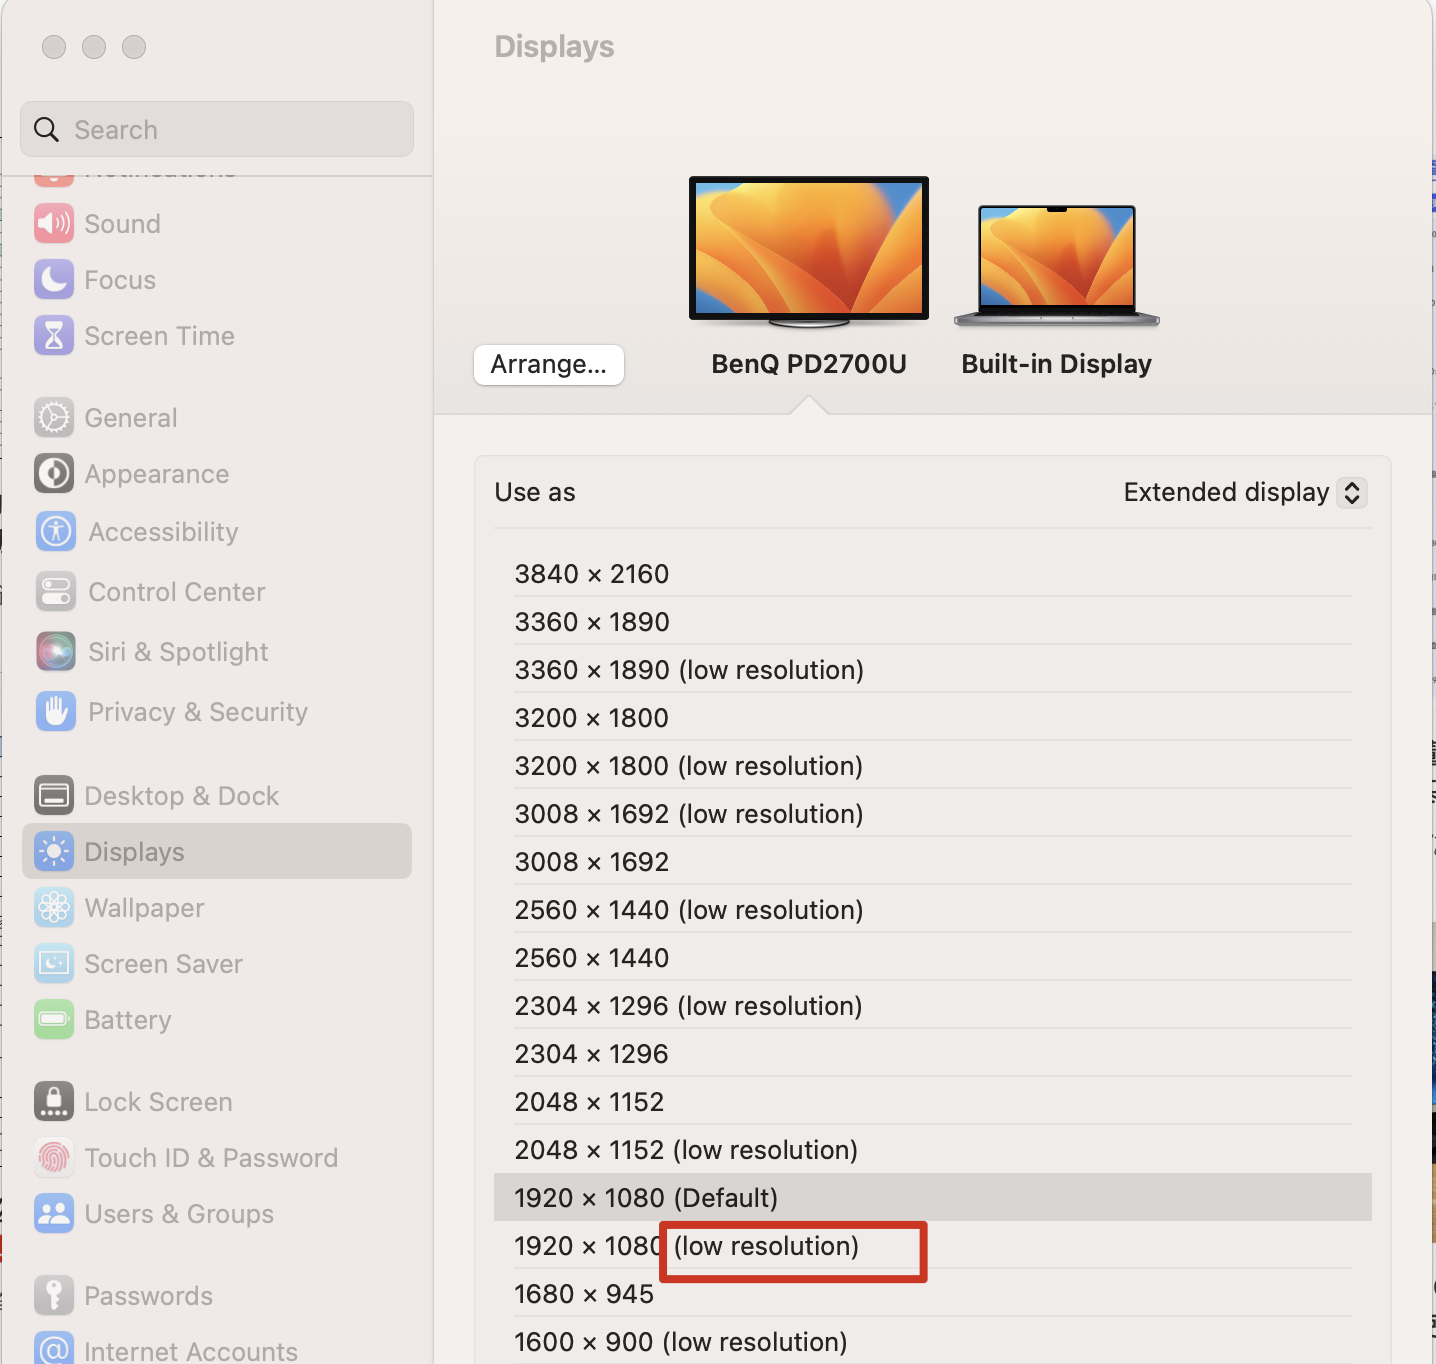 Displays
Search
Notifications
Sound
Focus
Screen Time
General
Appearance
Accessibility
Control Center
Siri & Spotlight
Privacy & Security
Desktop & Dock
Displays
Wallpaper
Screen Saver
Battery
Lock Screen
Touch ID & Password
Users & Groups
Passwords
Internet Accounts
Arrange...
BenQ PD2700U
Built-in Display
Use as
Extended display
3840 × 2160
3360 × 1890
3360 × 1890 (low resolution)
3200 × 1800
3200 × 1800 (low resolution)
3008 × 1692 (low resolution)
3008 × 1692
2560 × 1440 (low resolution)
2560 × 1440
2304 × 1296 (low resolution)
2304 × 1296
2048 × 1152
2048 × 1152 (low resolution)
1920 × 1080 (Default)
1920 × 1080 (low resolution)
1680 × 945
1600 × 900 (low resolution)